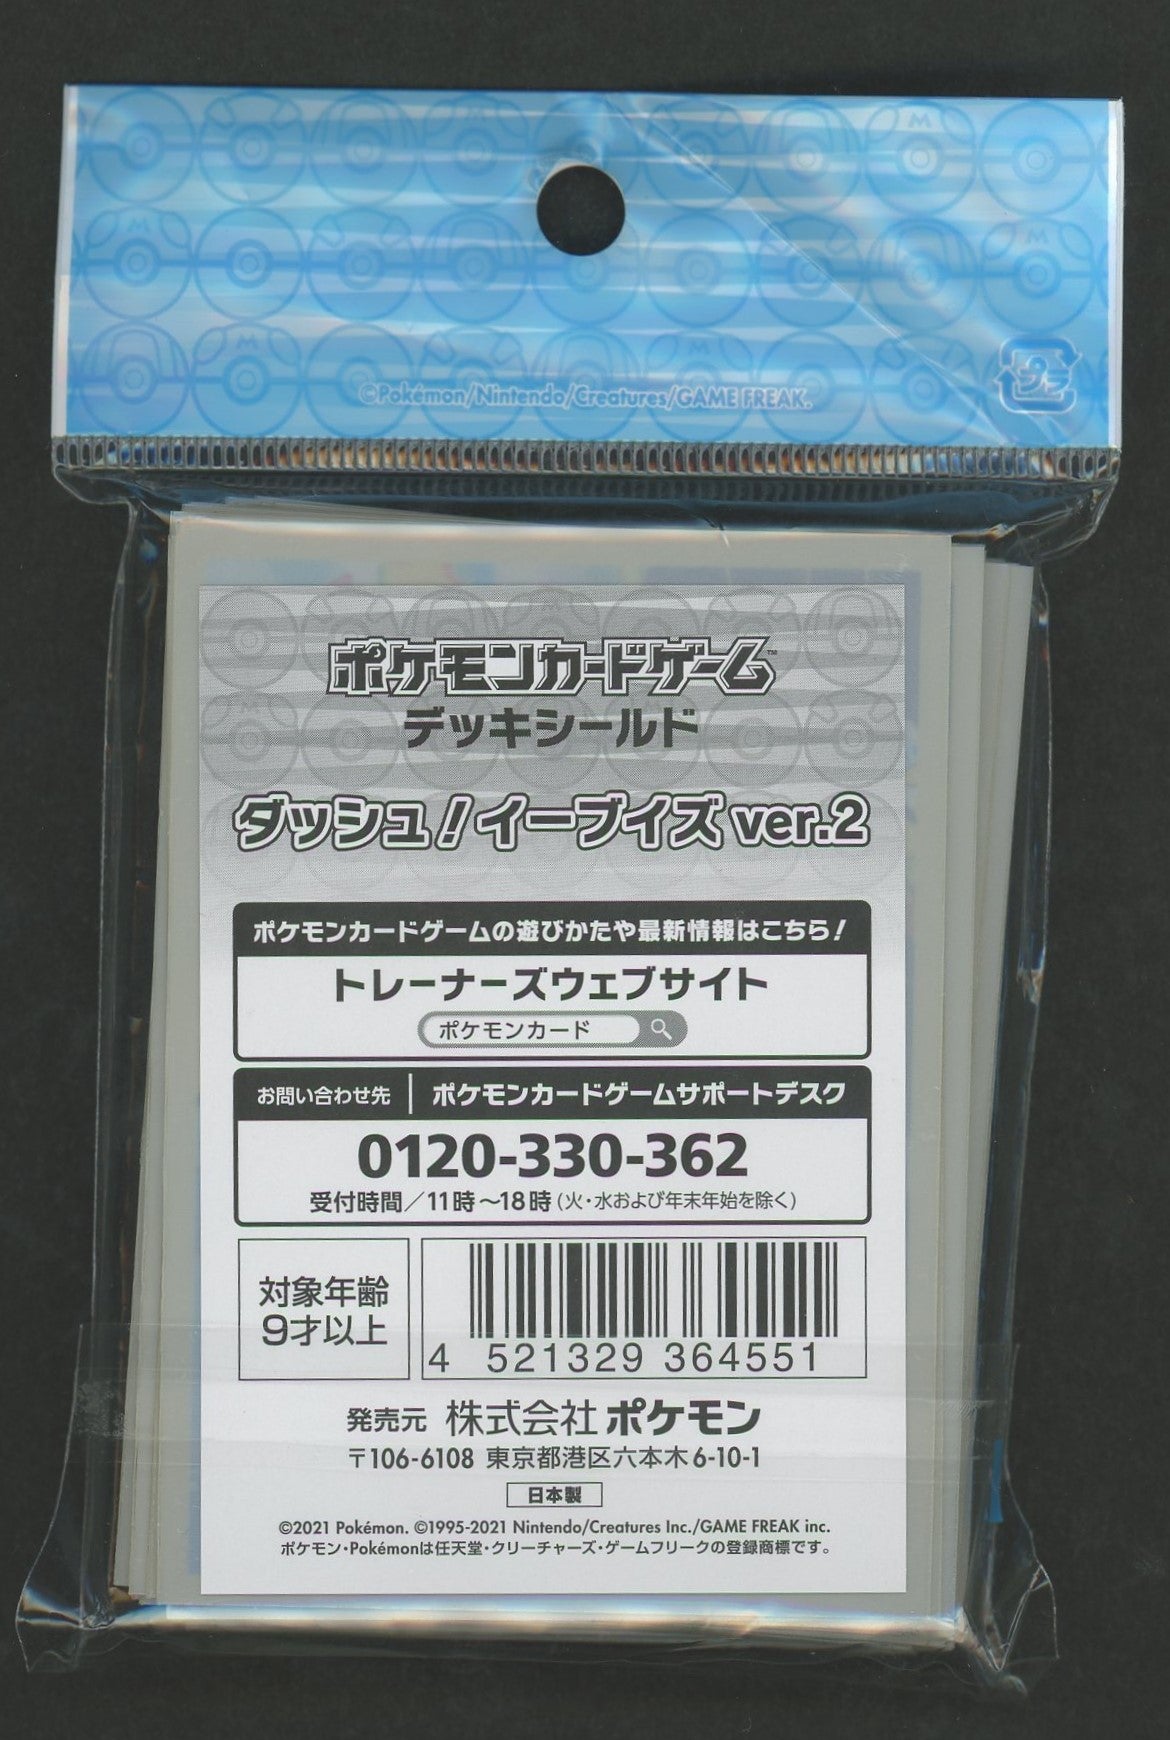 ©Pokémon/Nintendo/Creatures/GAME FREAK.
プラ
ポケモンカードゲーム™
デッキシールド
ダッシュ！イーブイズ ver.2
ポケモンカードゲームの遊びかたや最新情報はこちら！
トレーナーズウェブサイト
ポケモンカード
お問い合わせ先 ポケモンカードゲームサポートデスク
0120-330-362
受付時間／11時～18時（火・水および年末年始を除く）
対象年齢
9才以上
4 521329 364551
発売元 株式会社ポケモン
〒106-6108 東京都港区六本木6-10-1
日本製
©2021 Pokémon. ©1995-2021 Nintendo/Creatures Inc./GAME FREAK inc.
ポケモン・Pokémonは任天堂・クリーチャーズ・ゲームフリークの登録商標です。